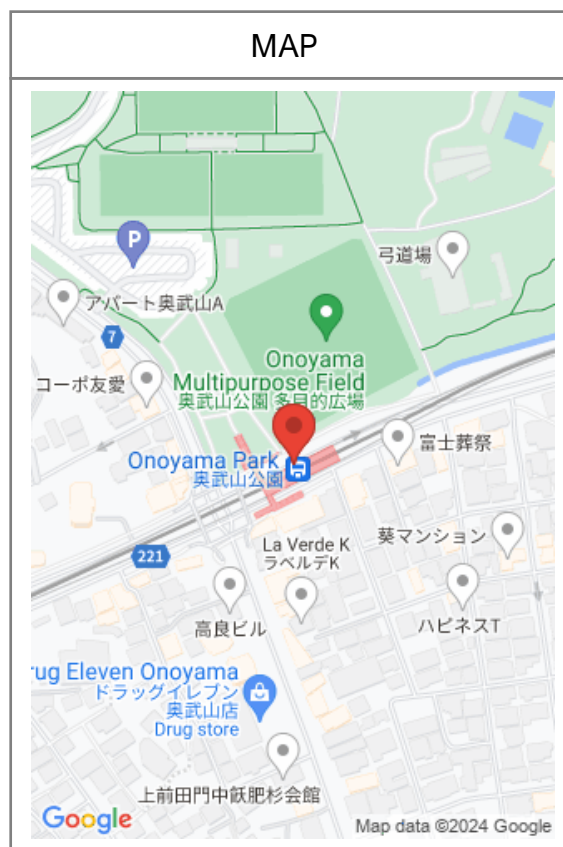 MAP
P
弓道場
アパート奥武山A
7
Onoyama
Multipurpose Field
奥武山公園 多目的広場
コーポ友愛
富士葬祭
Onoyama Park
奥武山公園
La Verde K
ラベルデK
葵マンション
221
高良ビル
ハピネスT
rug Eleven Onoyama
ドラッグイレブン
奥武山店
Drug store
上前田門中飫肥杉会館
Google
Map data ©2024 Google